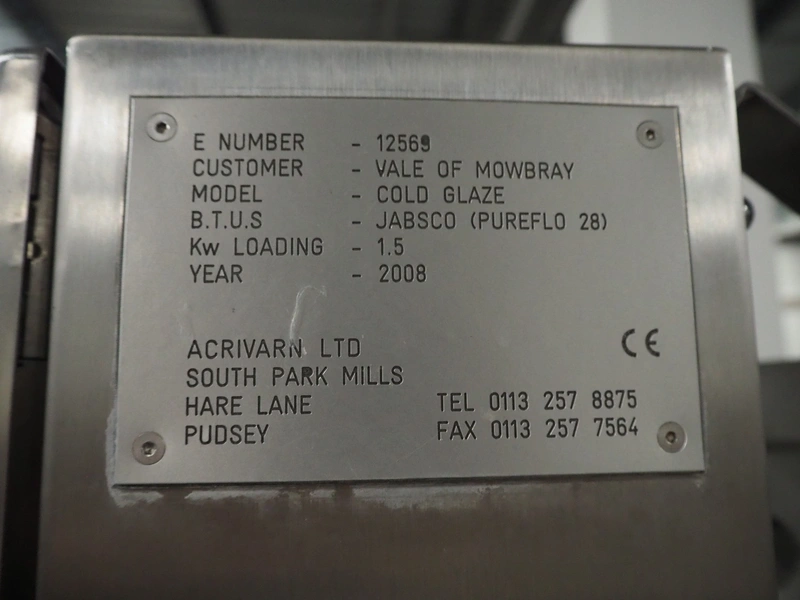 E NUMBER - 12569
CUSTOMER - VALE OF MOWBRAY
MODEL - COLD GLAZE
B.T.U.S - JABSCO (PUREFLO 28)
Kw LOADING - 1.5
YEAR - 2008
ACRIVARN LTD
SOUTH PARK MILLS
HARE LANE
PUDSEY
CE
TEL 0113 257 8875
FAX 0113 257 7564